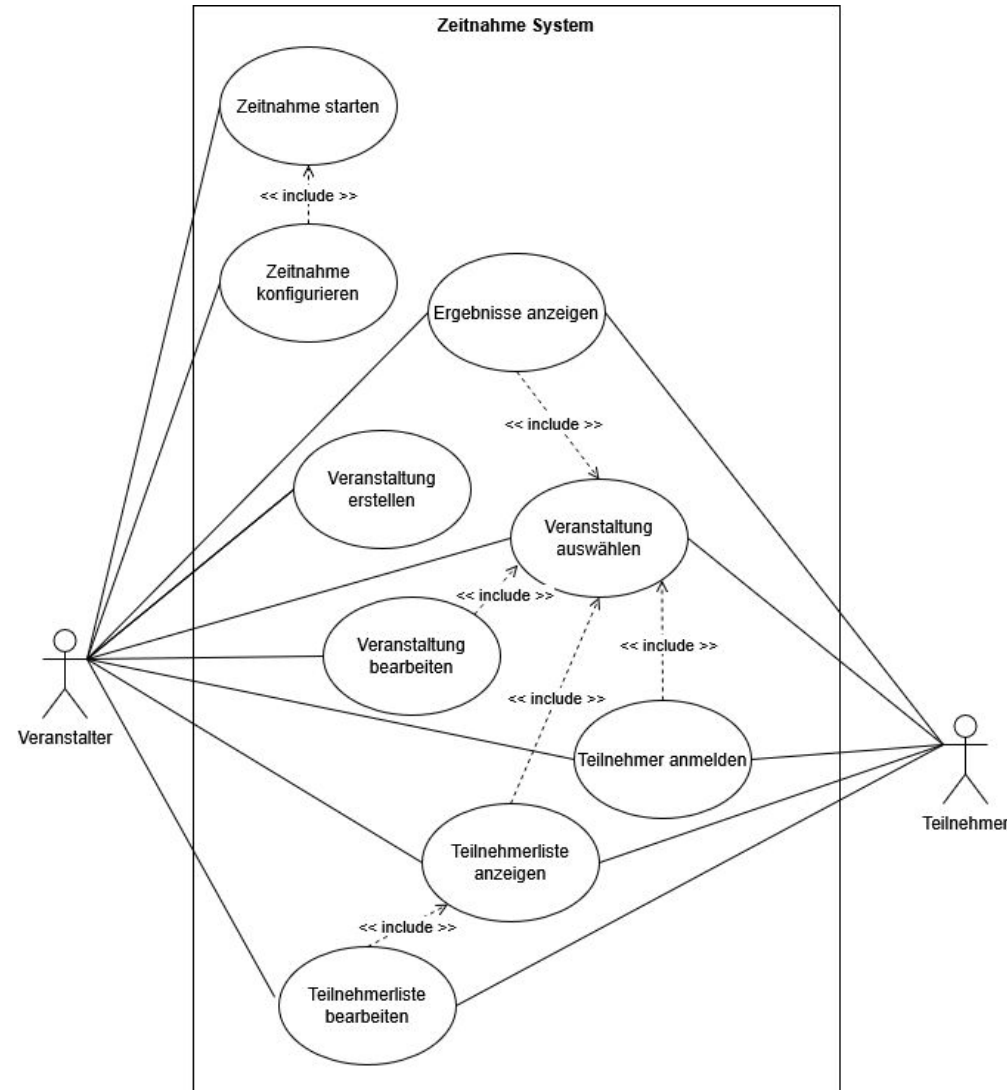 Zeitnahme System
Zeitnahme starten
<< include >>
Zeitnahme
konfigurieren
Ergebnisse anzeigen
<< include >>
Veranstaltung
erstellen
Veranstaltung
auswählen
<< include >>
Veranstaltung
bearbeiten
<< include >>
<< include >>
Veranstalter
Teilnehmer anmelden
Teilnehmer
Teilnehmerliste
anzeigen
<< include >>
Teilnehmerliste
bearbeiten